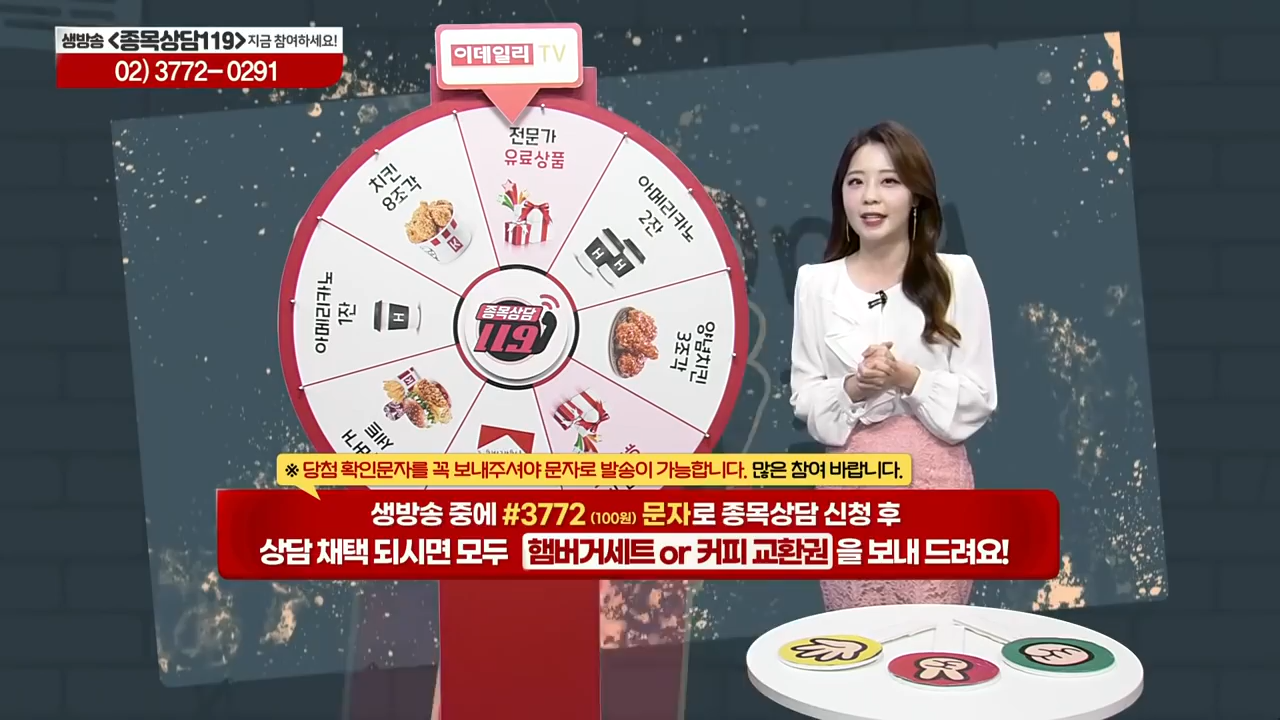 생방송 <종목상담119> 지금 참여하세요!
02) 3772-0291
이데일리 TV
전문가
유료상품
치킨
8조각
아메리카노
2잔
아메리카노
1잔
양념치킨
3조각
세트
종목상담
119
※ 당첨 확인문자를 꼭 보내주셔야 문자로 발송이 가능합니다. 많은 참여 바랍니다.
생방송 중에 #3772 (100원) 문자로 종목상담 신청 후
상담 채택 되시면 모두 햄버거세트 or 커피 교환권 을 보내 드려요!